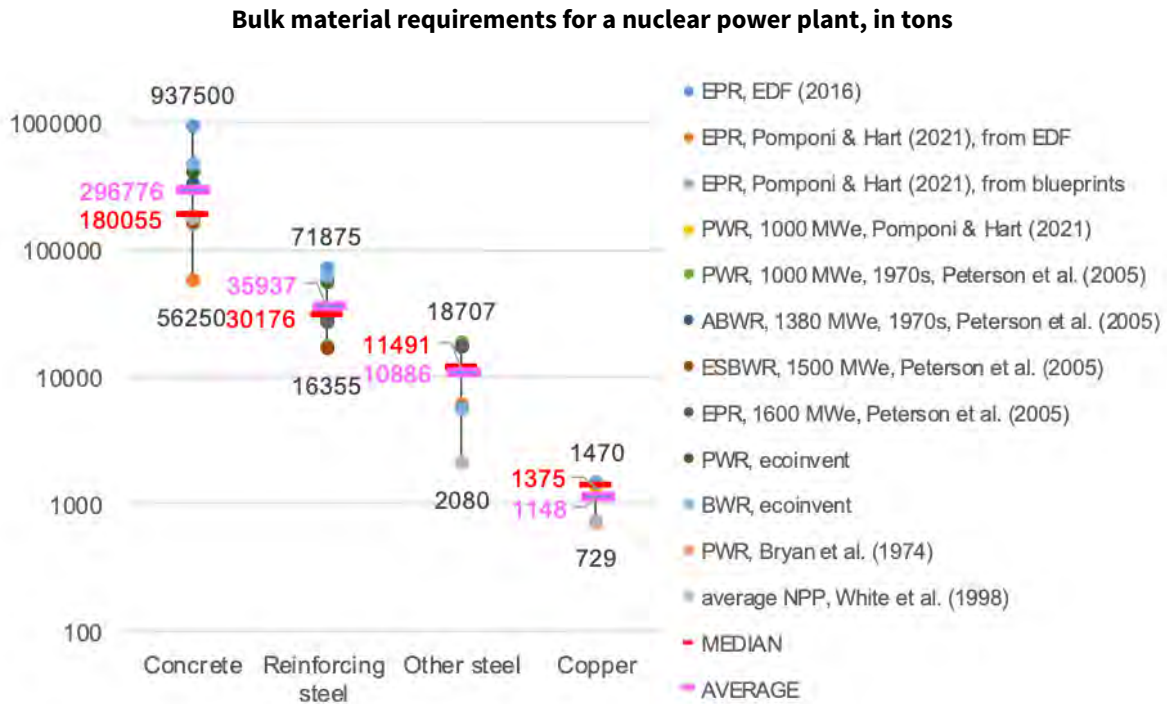 Bulk material requirements for a nuclear power plant, in tons
1000000
100000
10000
1000
100
937500
296776
180055
56250
71875
35937
30176
16355
18707
11491
10886
2080
1470
1375
1148
729
Concrete
Reinforcing
steel
Other steel
Copper
EPR, EDF (2016)
EPR, Pomponi & Hart (2021), from EDF
EPR, Pomponi & Hart (2021), from blueprints
PWR, 1000 MWe, Pomponi & Hart (2021)
PWR, 1000 MWe, 1970s, Peterson et al. (2005)
ABWR, 1380 MWe, 1970s, Peterson et al. (2005)
ESBWR, 1500 MWe, Peterson et al. (2005)
EPR, 1600 MWe, Peterson et al. (2005)
PWR, ecoinvent
BWR, ecoinvent
PWR, Bryan et al. (1974)
average NPP, White et al. (1998)
MEDIAN
AVERAGE